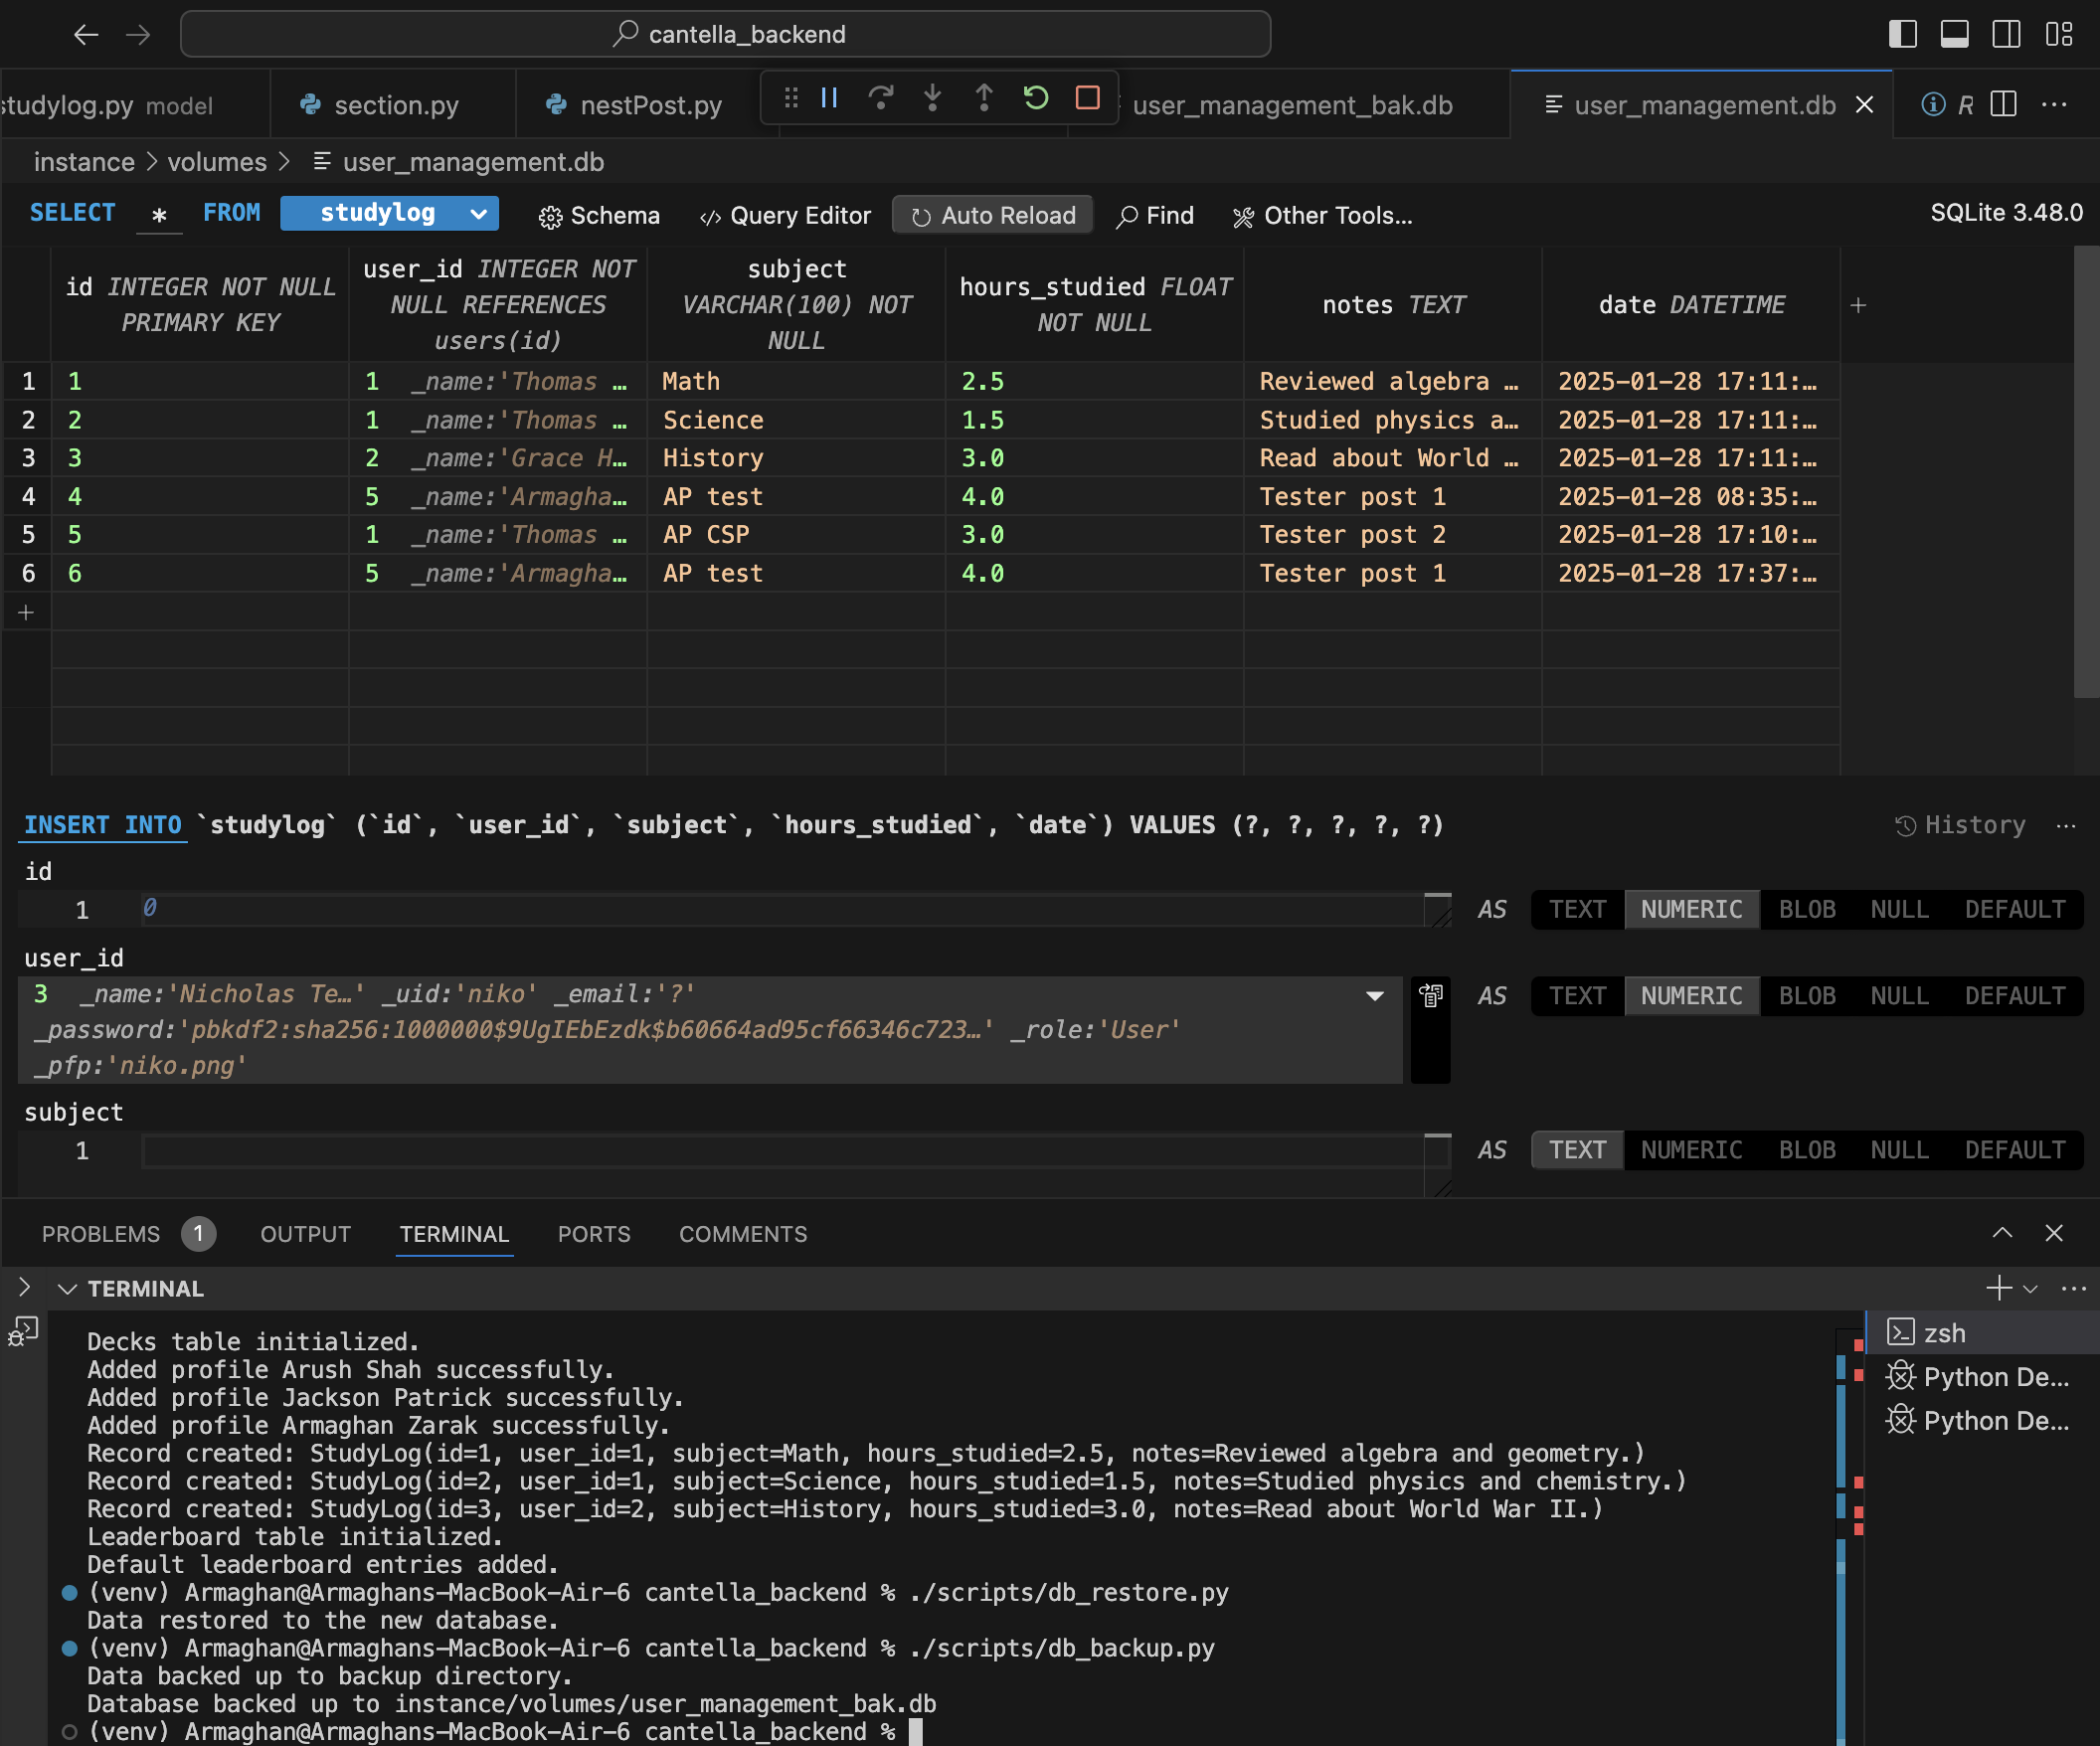 cantella_backend
studylog.py model
section.py
nestPost.py
user_management_bak.db
user_management.db
R
instance > volumes > user_management.db
SELECT * FROM studylog
Schema
Query Editor
Auto Reload
Find
Other Tools...
SQLite 3.48.0
id INTEGER NOT NULL PRIMARY KEY
user_id INTEGER NOT NULL REFERENCES users(id)
subject VARCHAR(100) NOT NULL
hours_studied FLOAT NOT NULL
notes TEXT
date DATETIME
+
1 1 1 _name:'Thomas … Math 2.5 Reviewed algebra … 2025-01-28 17:11:…
2 2 1 _name:'Thomas … Science 1.5 Studied physics a… 2025-01-28 17:11:…
3 3 2 _name:'Grace H… History 3.0 Read about World … 2025-01-28 17:11:…
4 4 5 _name:'Armagha… AP test 4.0 Tester post 1 2025-01-28 08:35:…
5 5 1 _name:'Thomas … AP CSP 3.0 Tester post 2 2025-01-28 17:10:…
6 6 5 _name:'Armagha… AP test 4.0 Tester post 1 2025-01-28 17:37:…
+
INSERT INTO `studylog` (`id`, `user_id`, `subject`, `hours_studied`, `date`) VALUES (?, ?, ?, ?, ?)
History
id
1 0 AS TEXT NUMERIC BLOB NULL DEFAULT
user_id
3 _name:'Nicholas Te…' _uid:'niko' _email:'?'
_password:'pbkdf2:sha256:1000000$9UgIEbEzdk$b60664ad95cf66346c723…' _role:'User'
_pfp:'niko.png'
AS TEXT NUMERIC BLOB NULL DEFAULT
subject
1 AS TEXT NUMERIC BLOB NULL DEFAULT
PROBLEMS 1 OUTPUT TERMINAL PORTS COMMENTS
TERMINAL
Decks table initialized.
Added profile Arush Shah successfully.
Added profile Jackson Patrick successfully.
Added profile Armaghan Zarak successfully.
Record created: StudyLog(id=1, user_id=1, subject=Math, hours_studied=2.5, notes=Reviewed algebra and geometry.)
Record created: StudyLog(id=2, user_id=1, subject=Science, hours_studied=1.5, notes=Studied physics and chemistry.)
Record created: StudyLog(id=3, user_id=2, subject=History, hours_studied=3.0, notes=Read about World War II.)
Leaderboard table initialized.
Default leaderboard entries added.
(venv) Armaghan@Armaghans-MacBook-Air-6 cantella_backend % ./scripts/db_restore.py
Data restored to the new database.
(venv) Armaghan@Armaghans-MacBook-Air-6 cantella_backend % ./scripts/db_backup.py
Data backed up to backup directory.
Database backed up to instance/volumes/user_management_bak.db
(venv) Armaghan@Armaghans-MacBook-Air-6 cantella_backend %
zsh
Python De...
Python De...